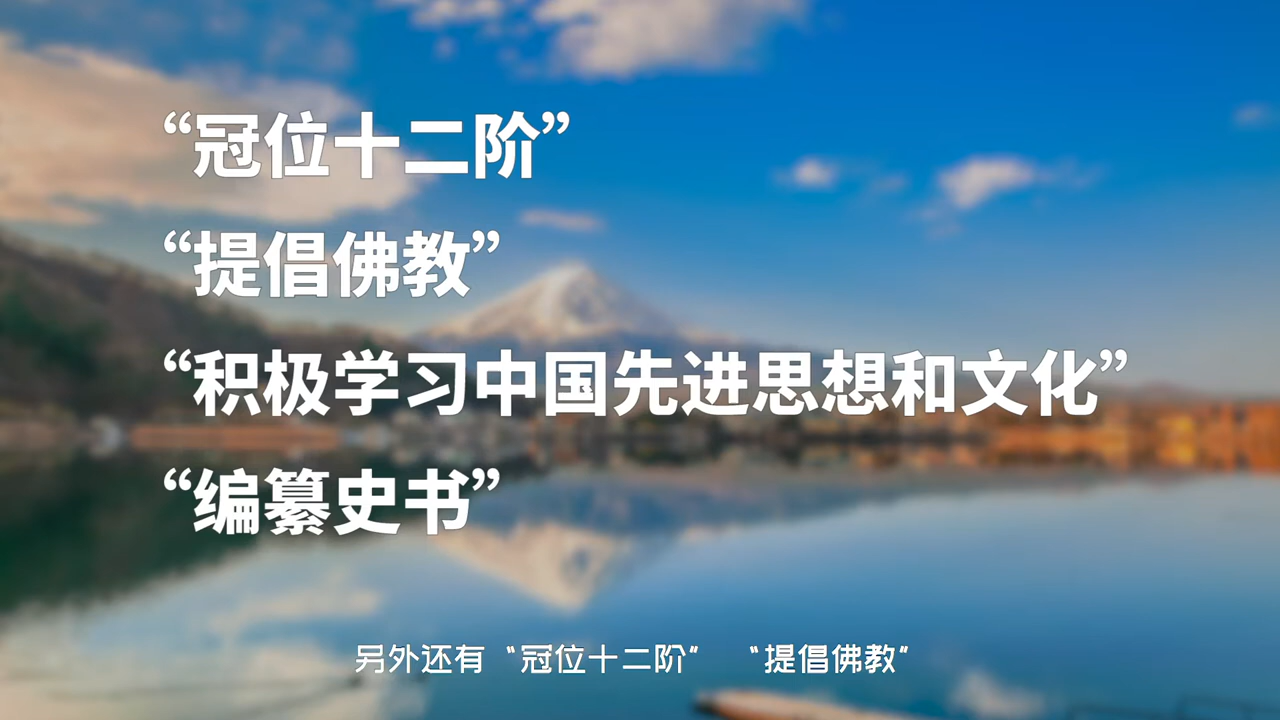 “冠位十二阶”
“提倡佛教”
“积极学习中国先进思想和文化”
“编纂史书”
另外还有“冠位十二阶” “提倡佛教”